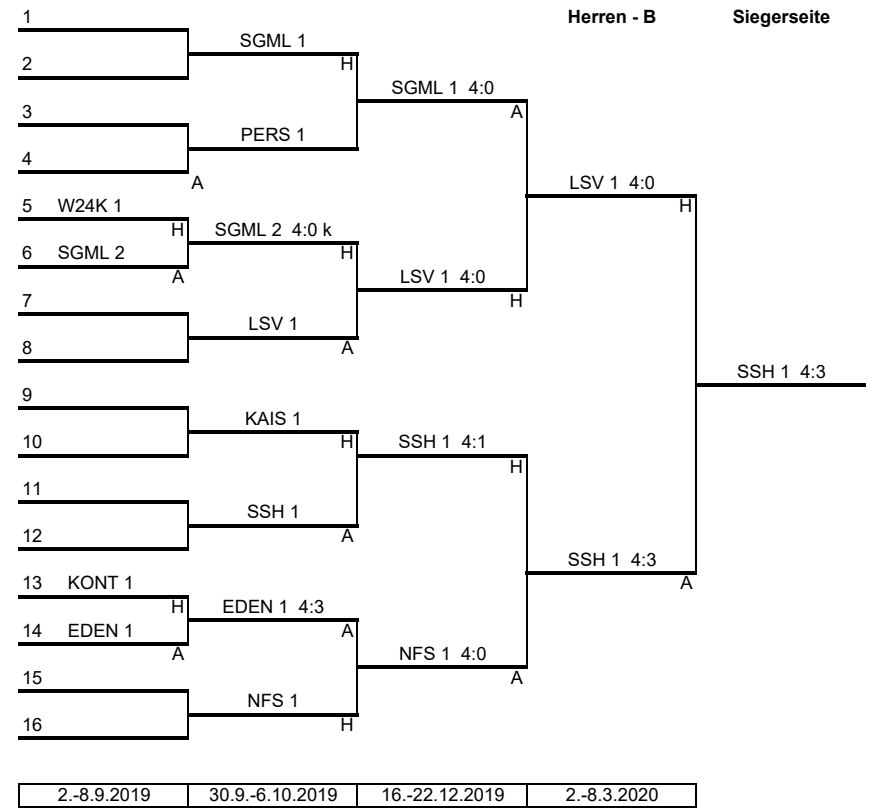 1 Herren - B Siegerseite
SGML 1
2 H
SGML 1 4:0
3 A
PERS 1
4
A LSV 1 4:0
5 W24K 1 H
H SGML 2 4:0 k
6 SGML 2 H
A LSV 1 4:0
7 H
LSV 1
8 A
SSH 1 4:3
9
KAIS 1
10 H SSH 1 4:1
H
11
SSH 1
12 A
SSH 1 4:3
13 KONT 1 A
H EDEN 1 4:3
14 EDEN 1 A
A NFS 1 4:0
15 A
NFS 1
16 H
2.-8.9.2019 30.9.-6.10.2019 16.-22.12.2019 2.-8.3.2020